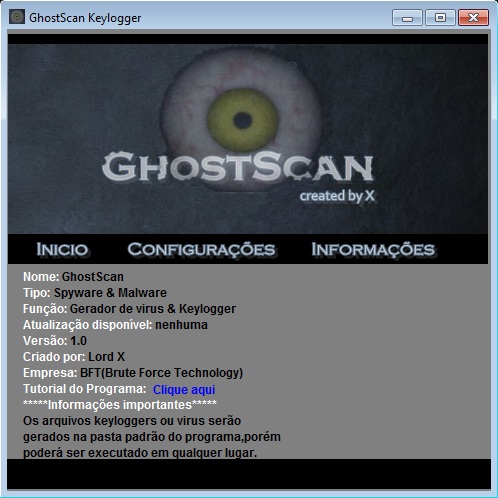 GhostScan Keylogger
GHOSTSCAN
created by X
INICIO CONFIGURAÇÕES INFORMAÇÕES
Nome: GhostScan
Tipo: Spyware & Malware
Função: Gerador de virus & Keylogger
Atualização disponível: nenhuma
Versão: 1.0
Criado por: Lord X
Empresa: BFT(Brute Force Technology)
Tutorial do Programa: Clique aqui
*****Informações importantes*****
Os arquivos keyloggers ou virus serão
gerados na pasta padrão do programa,porém
poderá ser executado em qualquer lugar.